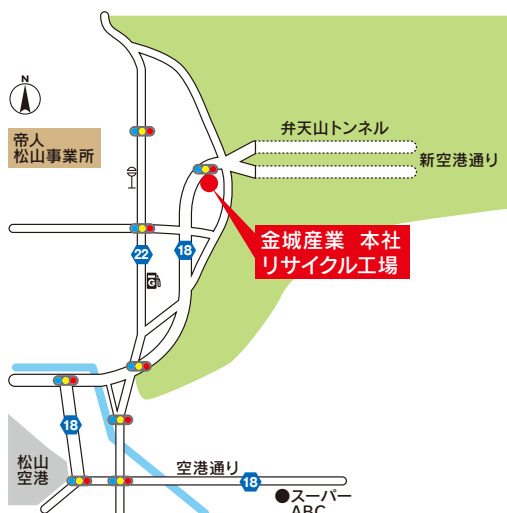 N
帝人
松山事業所
弁天山トンネル
新空港通り
金城産業 本社
リサイクル工場
18
22
G
18
松山
空港
空港通り
18
スーパー
ABC